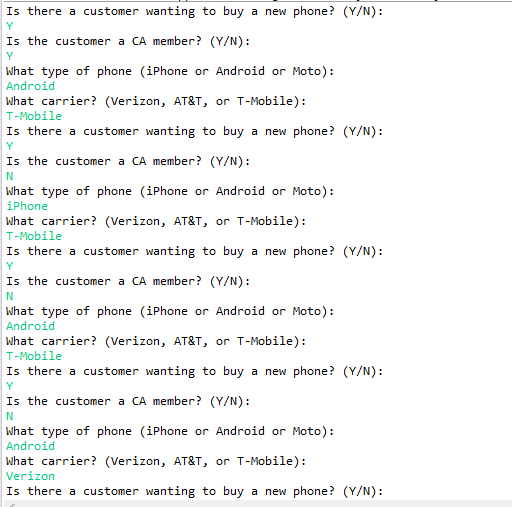 Is there a customer wanting to buy a new phone? (Y/N):
Y
Is the customer a CA member? (Y/N):
Y
What type of phone (iPhone or Android or Moto):
Android
What carrier? (Verizon, AT&T, or T-Mobile):
T-Mobile
Is there a customer wanting to buy a new phone? (Y/N):
Y
Is the customer a CA member? (Y/N):
N
What type of phone (iPhone or Android or Moto):
iPhone
What carrier? (Verizon, AT&T, or T-Mobile):
T-Mobile
Is there a customer wanting to buy a new phone? (Y/N):
Y
Is the customer a CA member? (Y/N):
N
What type of phone (iPhone or Android or Moto):
Android
What carrier? (Verizon, AT&T, or T-Mobile):
T-Mobile
Is there a customer wanting to buy a new phone? (Y/N):
Y
Is the customer a CA member? (Y/N):
N
What type of phone (iPhone or Android or Moto):
Android
What carrier? (Verizon, AT&T, or T-Mobile):
Verizon
Is there a customer wanting to buy a new phone? (Y/N):